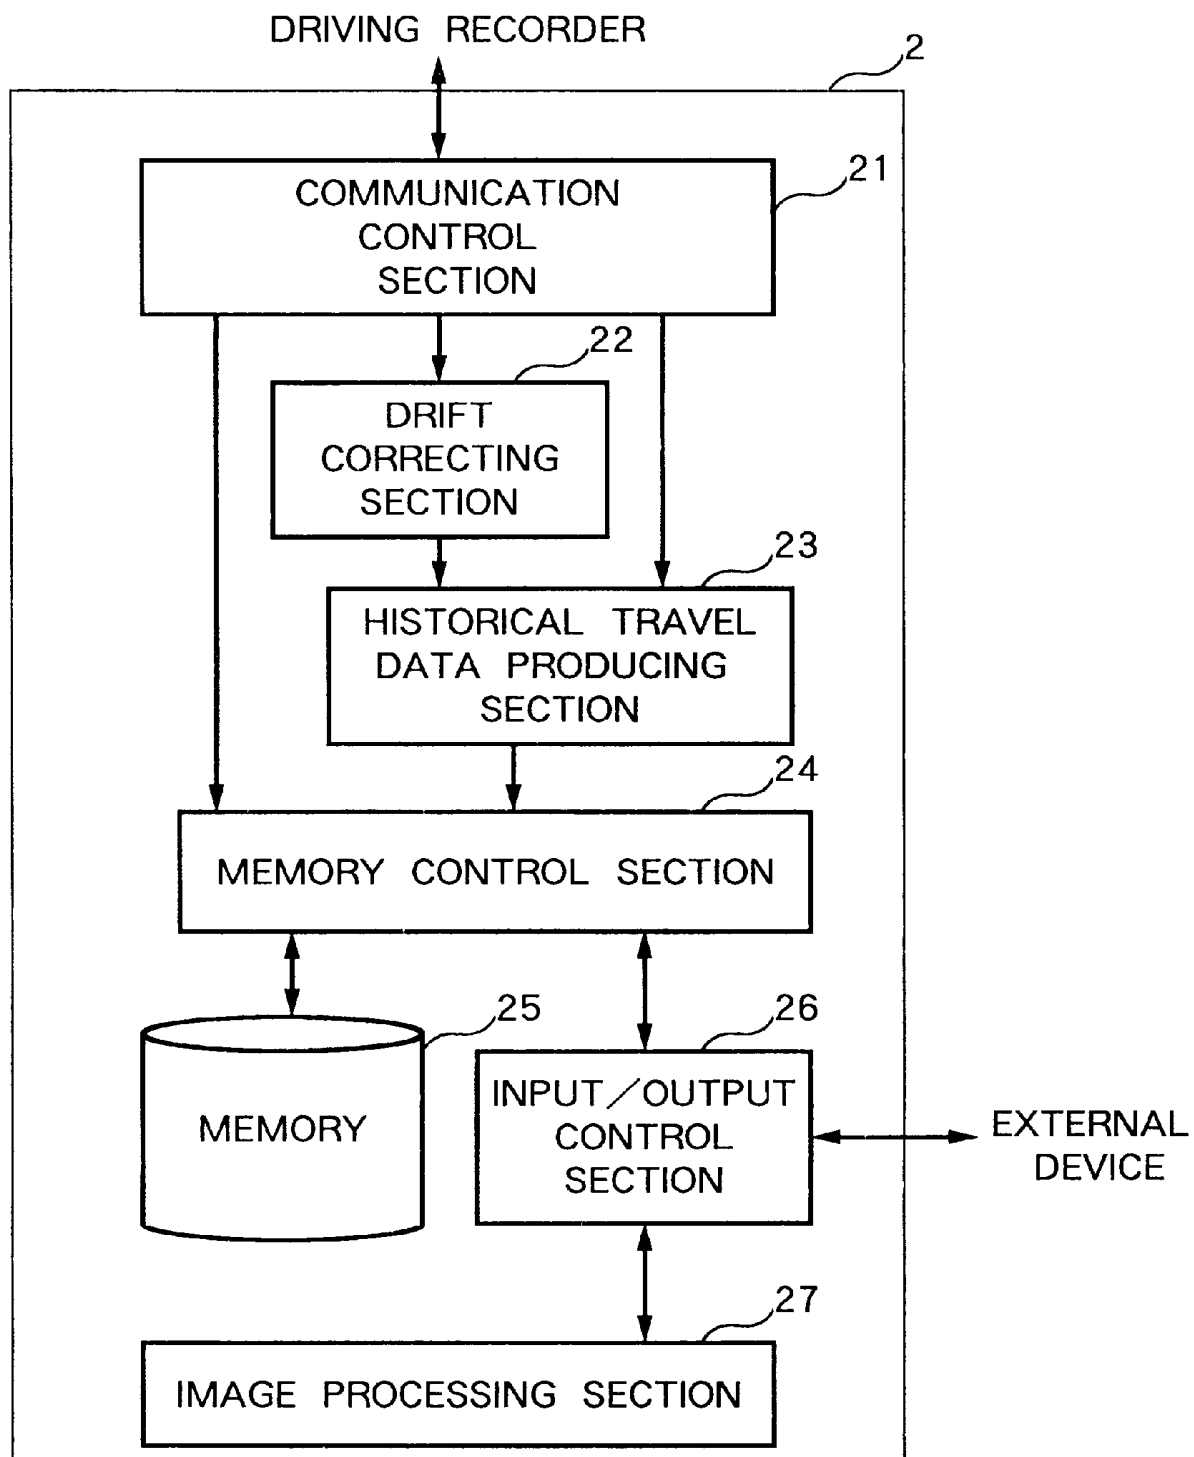 DRIVING RECORDER
2
21
COMMUNICATION
CONTROL
SECTION
22
DRIFT
CORRECTING
SECTION
23
HISTORICAL TRAVEL
DATA PRODUCING
SECTION
24
MEMORY CONTROL SECTION
25
MEMORY
26
INPUT/OUTPUT
CONTROL
SECTION
EXTERNAL
DEVICE
27
IMAGE PROCESSING SECTION